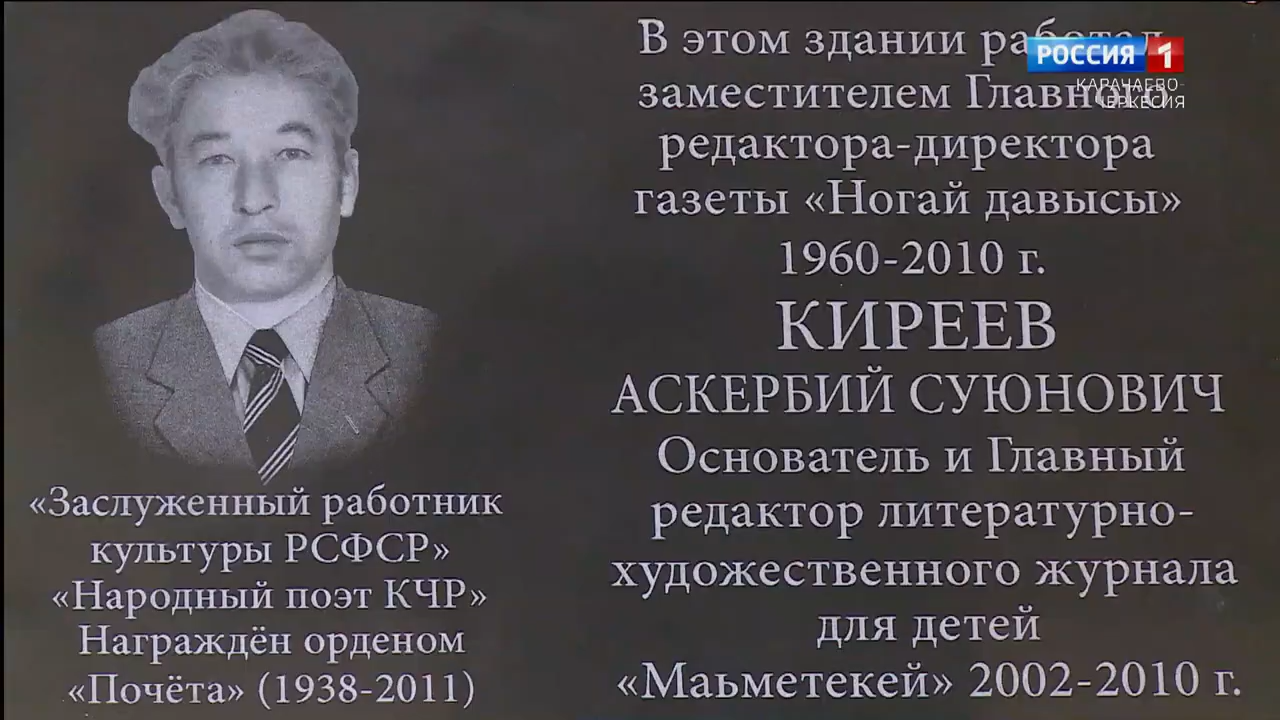 «Заслуженный работник
культуры РСФСР»
«Народный поэт КЧР»
Награждён орденом
«Почёта» (1938-2011)
В этом здании работал
заместителем Главного
редактора-директора
газеты «Ногай давысы»
1960-2010 г.
КИРЕЕВ
АСКЕРБИЙ СУЮНОВИЧ
Основатель и Главный
редактор литературно-
художественного журнала
для детей
«Маьметекей» 2002-2010 г.
РОССИЯ 1
КАРАЧАЕВО-
ЧЕРКЕСИЯ